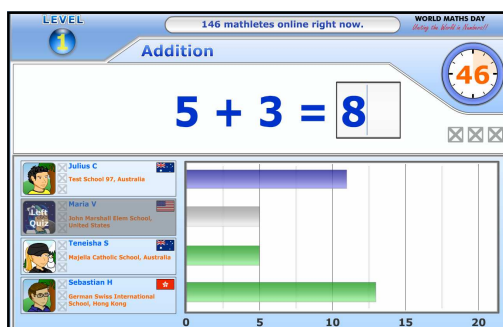 LEVEL
1
146 mathletes online right now.
WORLD MATHS DAY
Uniting the World in Numbers!!
Addition
46
5 + 3 = 8
Julius C
Test School 97, Australia
Left
Quiz
Maria V
John Marshall Elem School,
United States
Teneisha S
Majella Catholic School, Australia
Sebastian H
German Swiss International
School, Hong Kong
0 5 10 15 20